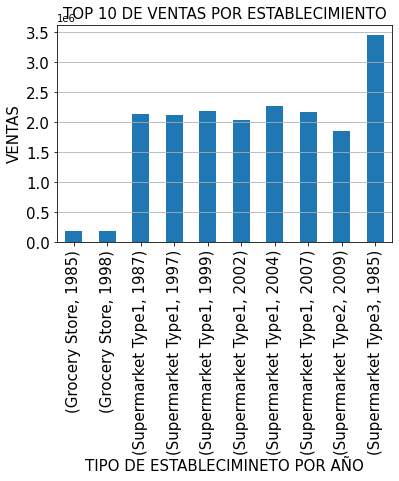 TOP 10 DE VENTAS POR ESTABLECIMIENTO
1e6
3.5
3.0
2.5
2.0
1.5
1.0
0.5
0.0
VENTAS
(Grocery Store, 1985)
(Grocery Store, 1998)
(Supermarket Type1, 1987)
(Supermarket Type1, 1997)
(Supermarket Type1, 1999)
(Supermarket Type1, 2002)
(Supermarket Type1, 2004)
(Supermarket Type1, 2007)
(Supermarket Type2, 2009)
(Supermarket Type3, 1985)
TIPO DE ESTABLECIMINETO POR AÑO